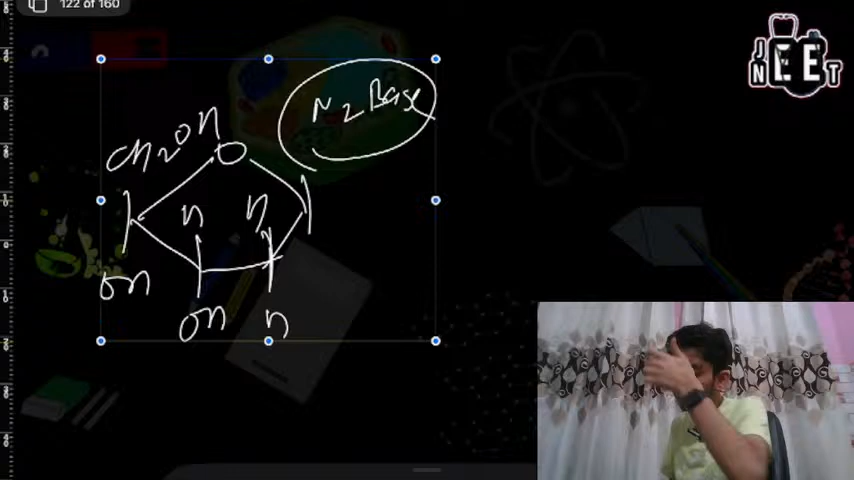 122 of 160
J
NEET
N2 Base
CH2OH
O
H H
OH
OH H